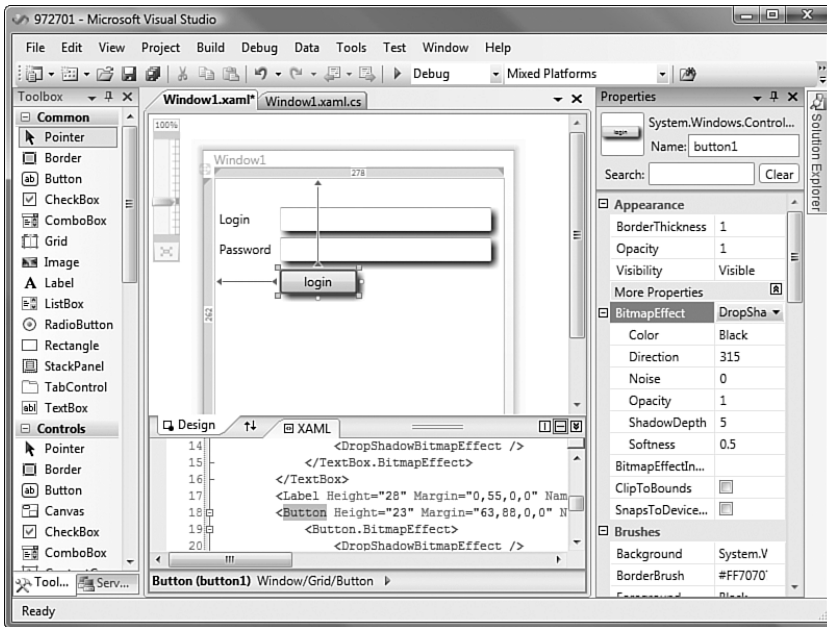 972701 - Microsoft Visual Studio
File Edit View Project Build Debug Data Tools Test Window Help
Debug Mixed Platforms
Toolbox
Common
Pointer
Border
Button
CheckBox
ComboBox
Grid
Image
Label
ListBox
RadioButton
Rectangle
StackPanel
TabControl
TextBox
Controls
Pointer
Border
Button
Canvas
CheckBox
ComboBox
Tool... Serv...
Window1.xaml* Window1.xaml.cs
100%
Window1
278
262
Login
Password
login
Design XAML
14 <DropShadowBitmapEffect />
15 </TextBox.BitmapEffect>
16 </TextBox>
17 <Label Height="28" Margin="0,55,0,0" Nam
18 <Button Height="23" Margin="63,88,0,0" N
19 <Button.BitmapEffect>
20 <DropShadowBitmapEffect />
Button (button1) Window/Grid/Button
Properties
login
System.Windows.Control...
Name: button1
Search: Clear
Appearance
BorderThickness 1
Opacity 1
Visibility Visible
More Properties
BitmapEffect DropSha
Color Black
Direction 315
Noise 0
Opacity 1
ShadowDepth 5
Softness 0.5
BitmapEffectIn...
ClipToBounds
SnapsToDevice...
Brushes
Background System.V
BorderBrush #FF7070
Foreground Black
Solution Explorer
Ready